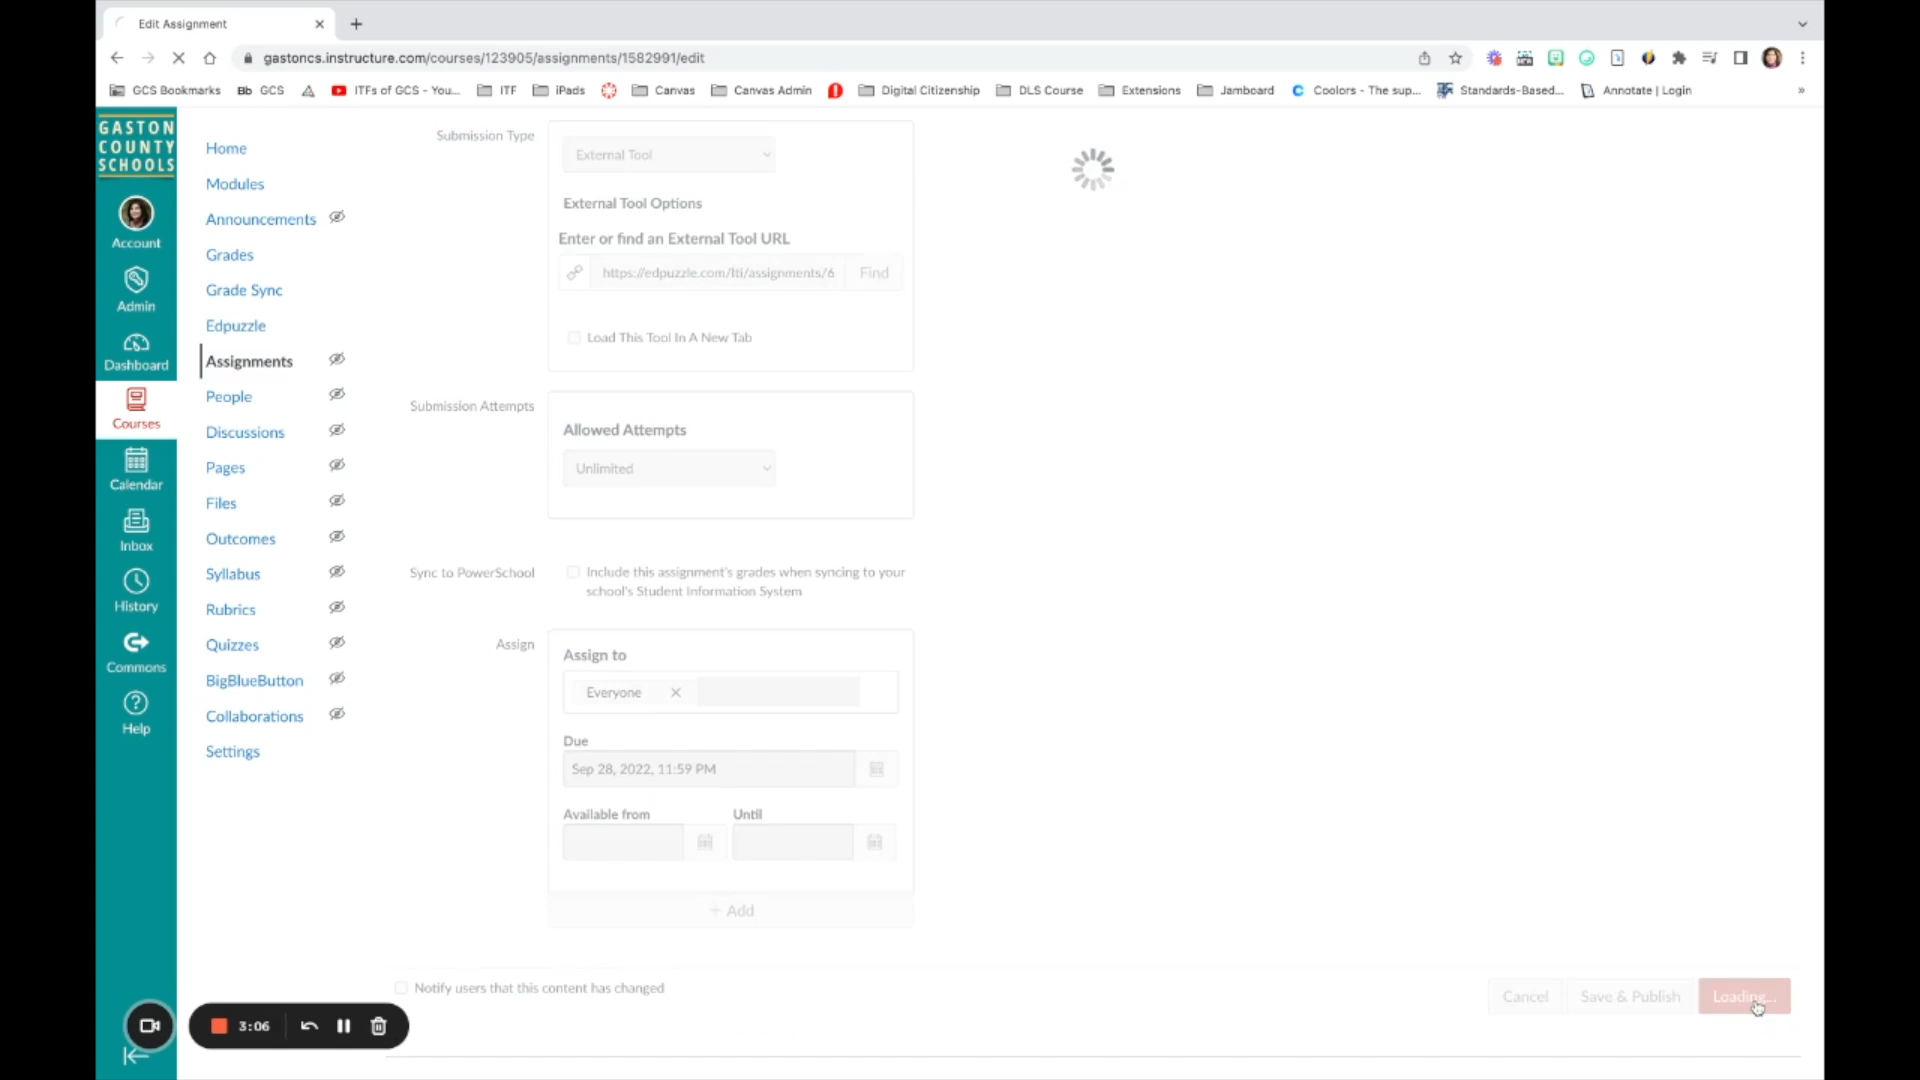 Edit Assignment
gastoncs.instructure.com/courses/123905/assignments/1582991/edit
GCS Bookmarks
Bb GCS
ITFs of GCS - You...
ITF
iPads
Canvas
Canvas Admin
Digital Citizenship
DLS Course
Extensions
Jamboard
C Coolors - The sup...
Standards-Based...
Annotate | Login
»
GASTON
COUNTY
SCHOOLS
Account
Admin
Dashboard
Courses
Calendar
Inbox
History
Commons
Help
Home
Modules
Announcements
Grades
Grade Sync
Edpuzzle
Assignments
People
Discussions
Pages
Files
Outcomes
Syllabus
Rubrics
Quizzes
BigBlueButton
Collaborations
Settings
Submission Type
External Tool
External Tool Options
Enter or find an External Tool URL
https://edpuzzle.com/lti/assignments/6
Find
Load This Tool In A New Tab
Submission Attempts
Allowed Attempts
Unlimited
Sync to PowerSchool
Include this assignment's grades when syncing to your
school's Student Information System
Assign
Assign to
Everyone
Due
Sep 28, 2022, 11:59 PM
Available from
Until
+ Add
Notify users that this content has changed
Cancel
Save & Publish
Loading...
3:06